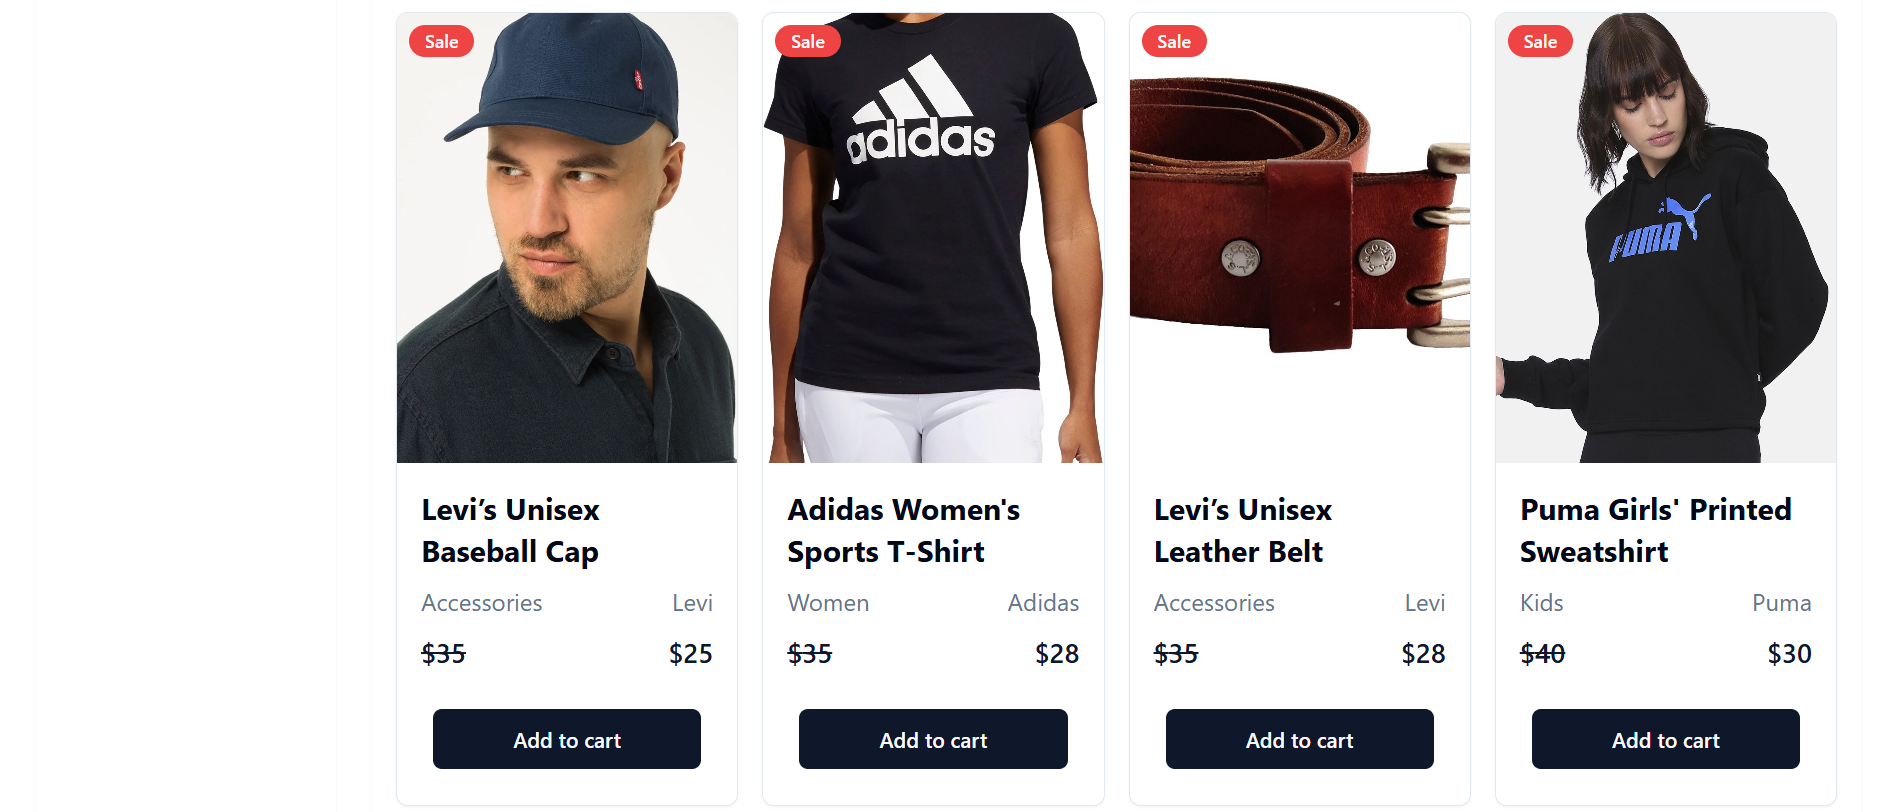 Sale
Levi’s Unisex
Baseball Cap
Accessories Levi
$35 $25
Add to cart
Sale
adidas
Adidas Women's
Sports T-Shirt
Women Adidas
$35 $28
Add to cart
Sale
Levi’s Unisex
Leather Belt
Accessories Levi
$35 $28
Add to cart
Sale
PUMA
Puma Girls' Printed
Sweatshirt
Kids Puma
$40 $30
Add to cart